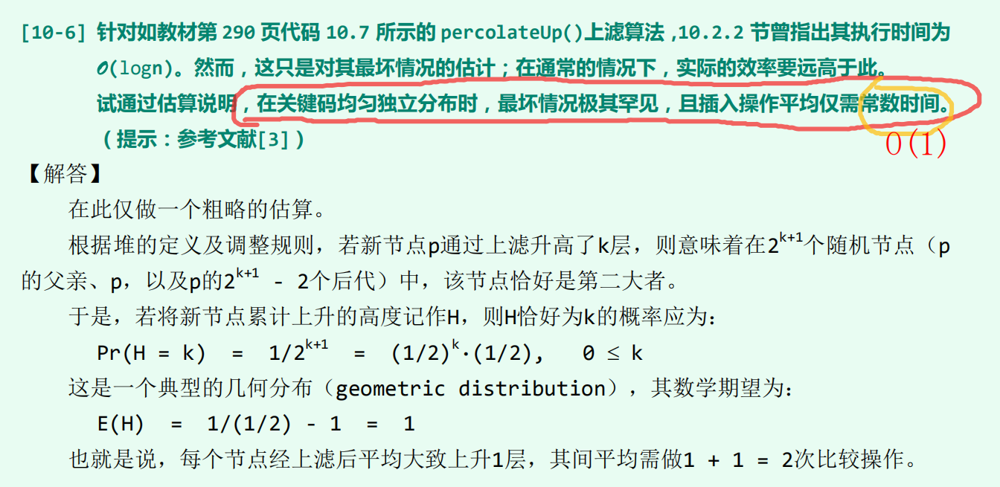 [10-6] 针对如教材第 290 页代码 10.7 所示的 percolateUp()上滤算法,10.2.2 节曾指出其执行时间为
O(logn)。然而，这只是对其最坏情况的估计；在通常的情况下，实际的效率要远高于此。
试通过估算说明，在关键码均匀独立分布时，最坏情况极其罕见，且插入操作平均仅需常数时间。
（提示：参考文献[3]）
O(1)
【解答】
在此仅做一个粗略的估算。
根据堆的定义及调整规则，若新节点p通过上滤升高了k层，则意味着在2^{k+1}个随机节点（p
的父亲、p，以及p的2^{k+1} - 2个后代）中，该节点恰好是第二大者。
于是，若将新节点累计上升的高度记作H，则H恰好为k的概率应为：
Pr(H = k) = 1/2^{k+1} = (1/2)^k·(1/2), 0 ≤ k
这是一个典型的几何分布（geometric distribution），其数学期望为：
E(H) = 1/(1/2) - 1 = 1
也就是说，每个节点经上滤后平均大致上升1层，其间平均需做1 + 1 = 2次比较操作。